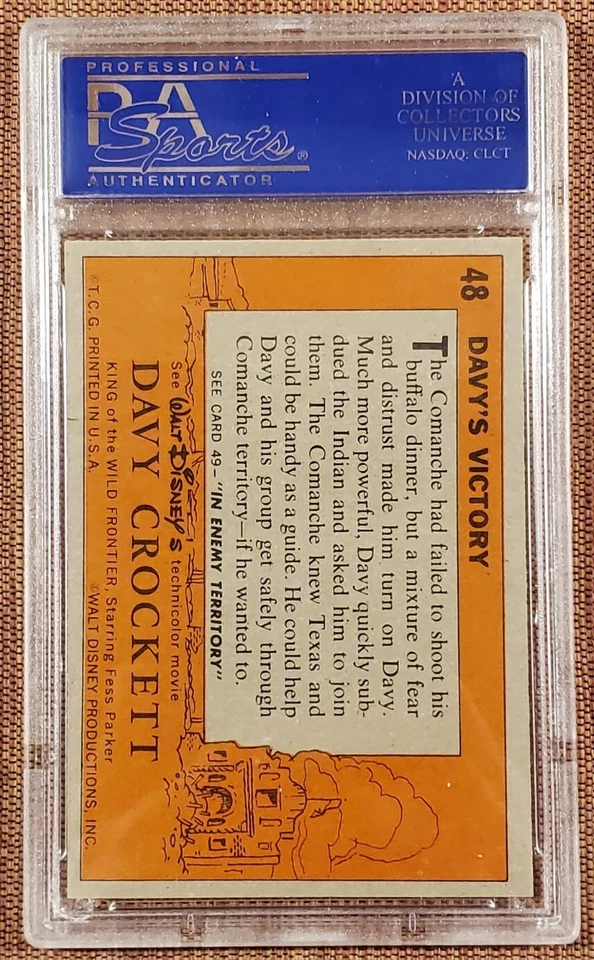 PROFESSIONAL
PSA
Sports®
AUTHENTICATOR
A
DIVISION OF
COLLECTORS
UNIVERSE
NASDAQ: CLCT
48 DAVY'S VICTORY
The Comanche had failed to shoot his
buffalo dinner, but a mixture of fear
and distrust made him turn on Davy.
Much more powerful, Davy quickly sub-
dued the Indian and asked him to join
them. The Comanche knew Texas and
could be handy as a guide. He could help
Davy and his group get safely through
Comanche territory—if he wanted to.
SEE CARD 49–"IN ENEMY TERRITORY"
See Walt Disney's technicolor movie
DAVY CROCKETT
KING of the WILD FRONTIER, Starring Fess Parker
©T.C.G. PRINTED IN U.S.A. ©WALT DISNEY PRODUCTIONS, INC.